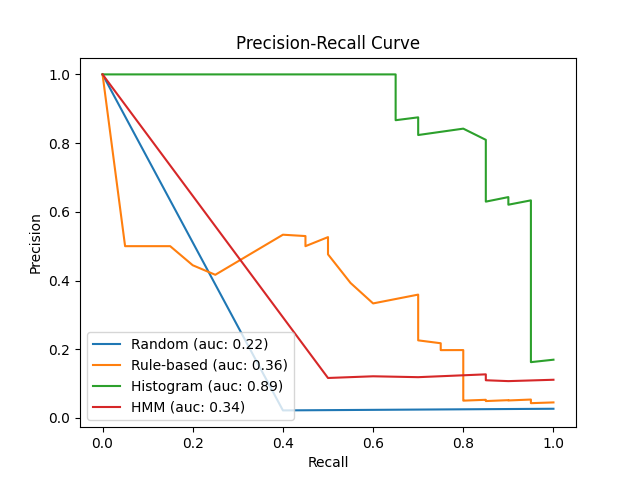 Precision-Recall Curve
Precision
1.0
0.8
0.6
0.4
0.2
0.0
Random (auc: 0.22)
Rule-based (auc: 0.36)
Histogram (auc: 0.89)
HMM (auc: 0.34)
0.0 0.2 0.4 0.6 0.8 1.0
Recall